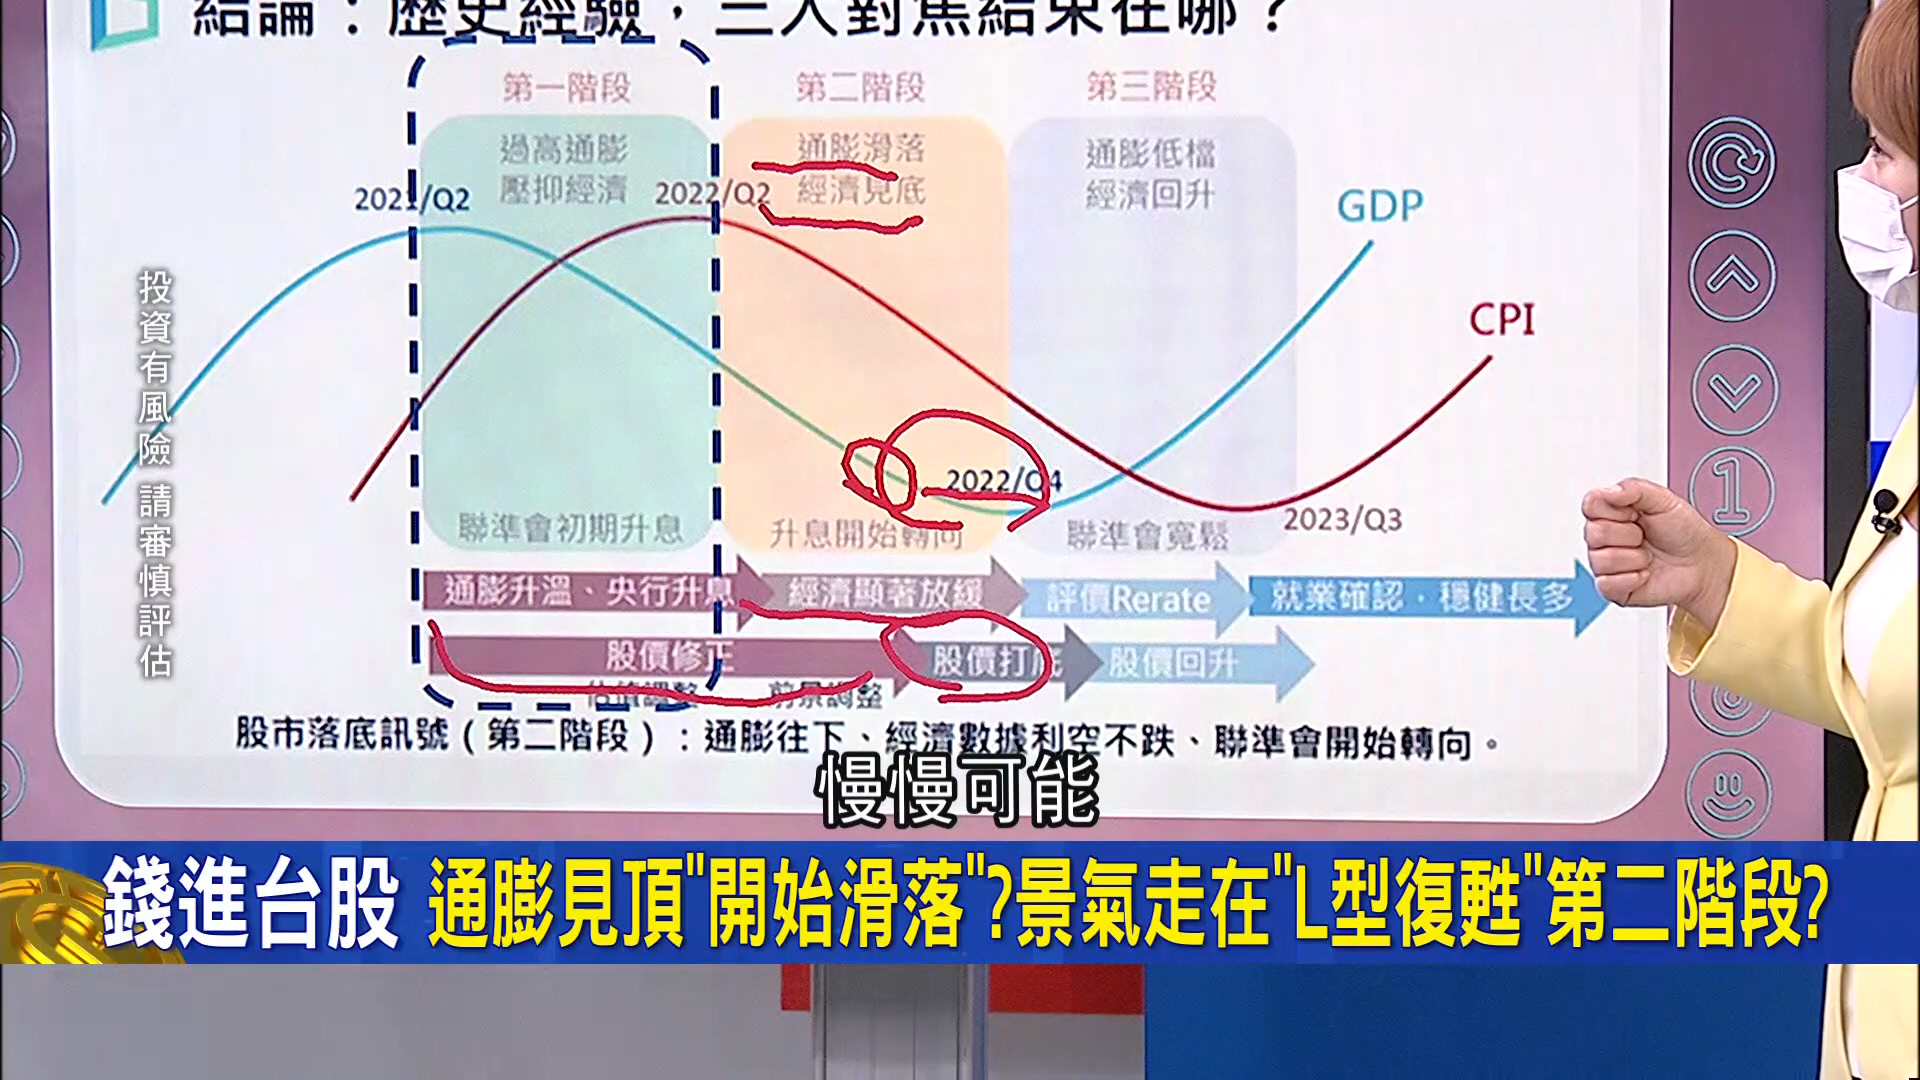 結論：歷史經驗，三大對焦結束在哪？
第一階段
第二階段
第三階段
過高通膨
壓抑經濟
通膨滑落
經濟見底
通膨低檔
經濟回升
2021/Q2
2022/Q2
GDP
CPI
2022/Q4
2023/Q3
聯準會初期升息
升息開始轉向
聯準會寬鬆
通膨升溫、央行升息
經濟顯著放緩
評價Rerate
就業確認，穩健長多
股價修正
股價打底
股價回升
估值調整
前景調整
股市落底訊號（第二階段）：通膨往下、經濟數據利空不跌、聯準會開始轉向。
投資有風險 請審慎評估
1
慢慢可能
錢進台股 通膨見頂"開始滑落"?景氣走在"L型復甦"第二階段?